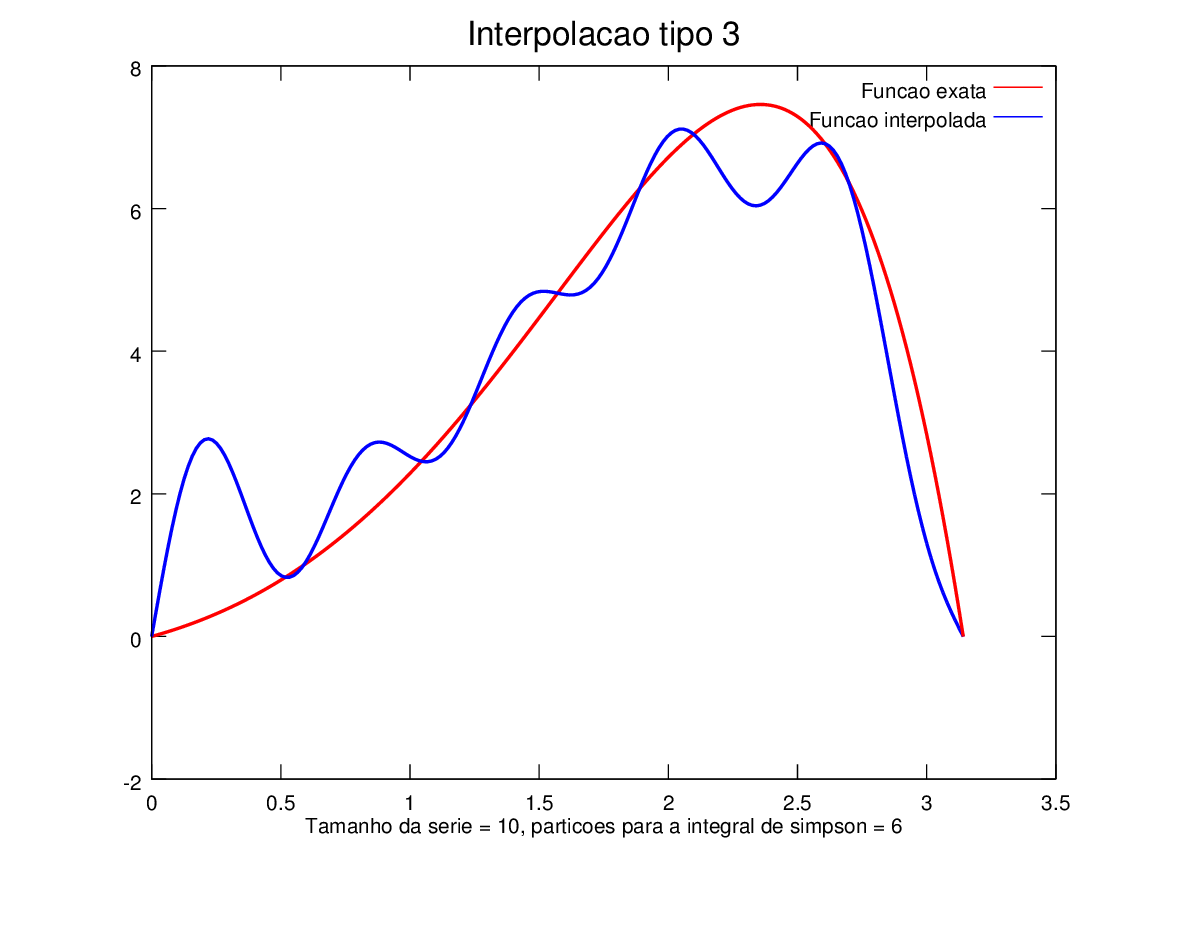 Interpolacao tipo 3
8
Funcao exata
Funcao interpolada
6
4
2
0
-2
0 0.5 1 1.5 2 2.5 3 3.5
Tamanho da serie = 10, particoes para a integral de simpson = 6